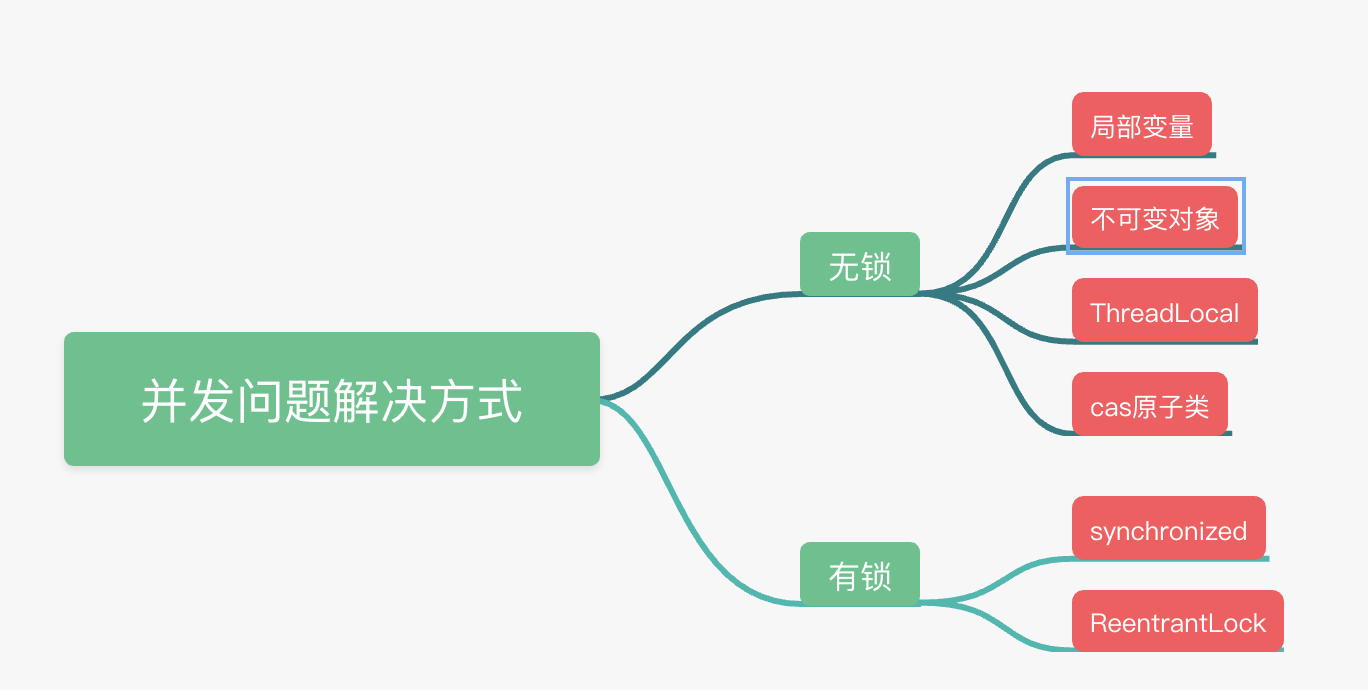 并发问题解决方式
无锁
局部变量
不可变对象
ThreadLocal
cas原子类
有锁
synchronized
ReentrantLock